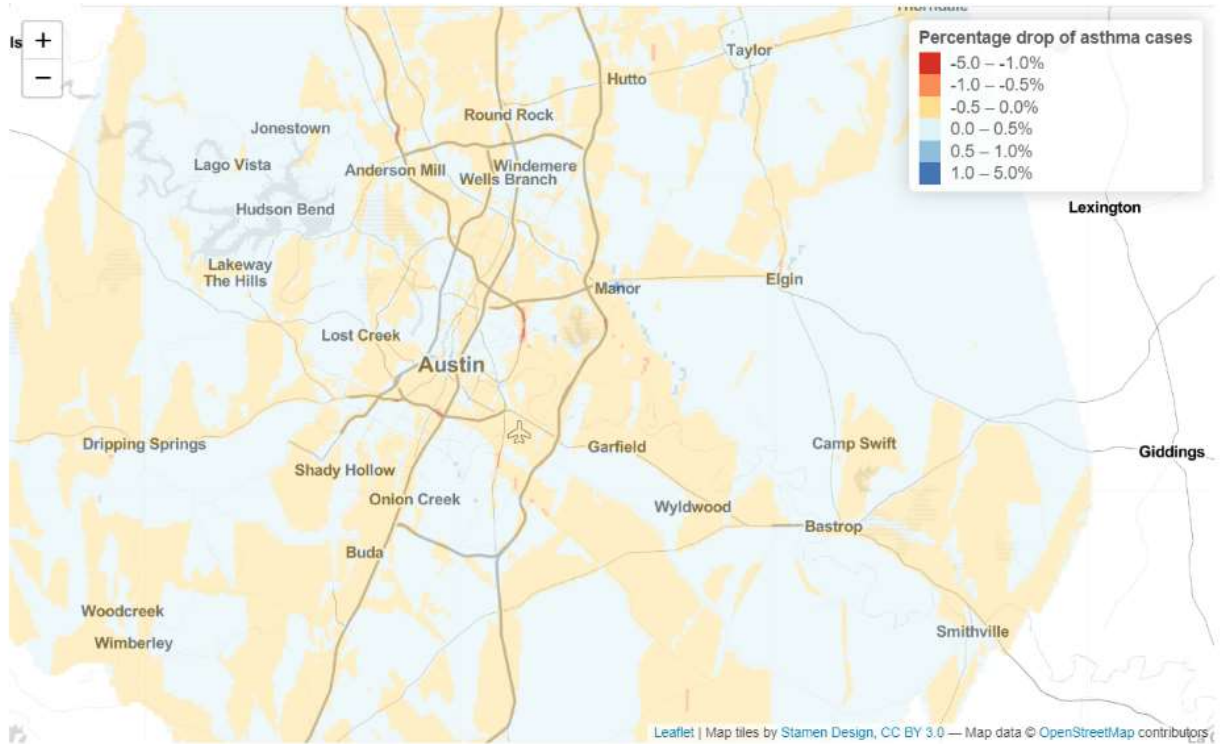 Thorndale
Is
+
−
Taylor
Hutto
Percentage drop of asthma cases
-5.0 – -1.0%
-1.0 – -0.5%
-0.5 – 0.0%
0.0 – 0.5%
0.5 – 1.0%
1.0 – 5.0%
Round Rock
Jonestown
Lago Vista
Anderson Mill
Windemere
Wells Branch
Hudson Bend
Lexington
Lakeway
The Hills
Elgin
Manor
Lost Creek
Austin
Dripping Springs
Garfield
Camp Swift
Giddings
Shady Hollow
Onion Creek
Wyldwood
Bastrop
Buda
Woodcreek
Wimberley
Smithville
Leaflet | Map tiles by Stamen Design, CC BY 3.0 — Map data © OpenStreetMap contributors